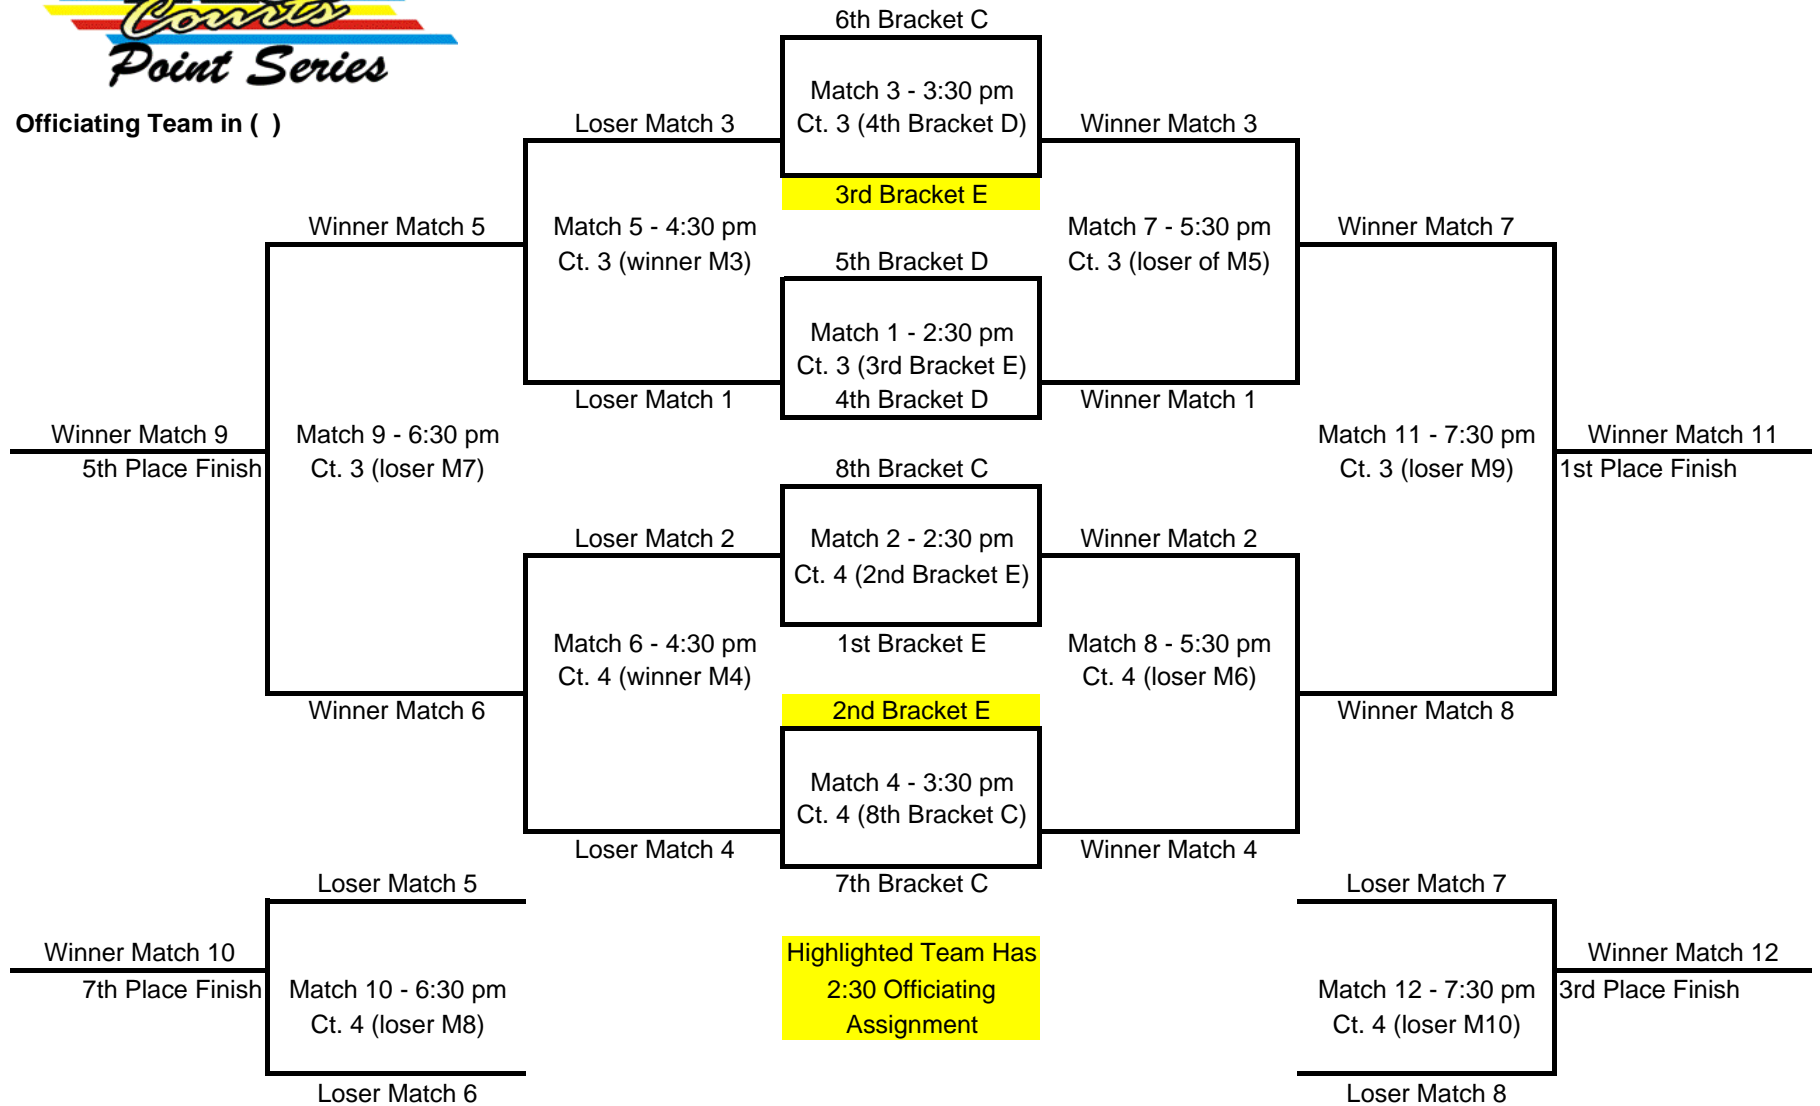 Courts
Point Series
Officiating Team in ( )
6th Bracket C
Match 3 - 3:30 pm
Loser Match 3
Ct. 3 (4th Bracket D)
Winner Match 3
3rd Bracket E
Winner Match 5
Match 5 - 4:30 pm
Match 7 - 5:30 pm
Winner Match 7
Ct. 3 (winner M3)
5th Bracket D
Ct. 3 (loser of M5)
Match 1 - 2:30 pm
Ct. 3 (3rd Bracket E)
Loser Match 1
4th Bracket D
Winner Match 1
Winner Match 9
Match 9 - 6:30 pm
Match 11 - 7:30 pm
Winner Match 11
5th Place Finish
Ct. 3 (loser M7)
8th Bracket C
Ct. 3 (loser M9)
1st Place Finish
Loser Match 2
Match 2 - 2:30 pm
Winner Match 2
Ct. 4 (2nd Bracket E)
Match 6 - 4:30 pm
1st Bracket E
Match 8 - 5:30 pm
Ct. 4 (winner M4)
Ct. 4 (loser M6)
Winner Match 6
2nd Bracket E
Winner Match 8
Match 4 - 3:30 pm
Ct. 4 (8th Bracket C)
Loser Match 4
Winner Match 4
Loser Match 5
7th Bracket C
Loser Match 7
Winner Match 10
Highlighted Team Has
Winner Match 12
7th Place Finish
Match 10 - 6:30 pm
2:30 Officiating
Match 12 - 7:30 pm
3rd Place Finish
Ct. 4 (loser M8)
Assignment
Ct. 4 (loser M10)
Loser Match 6
Loser Match 8